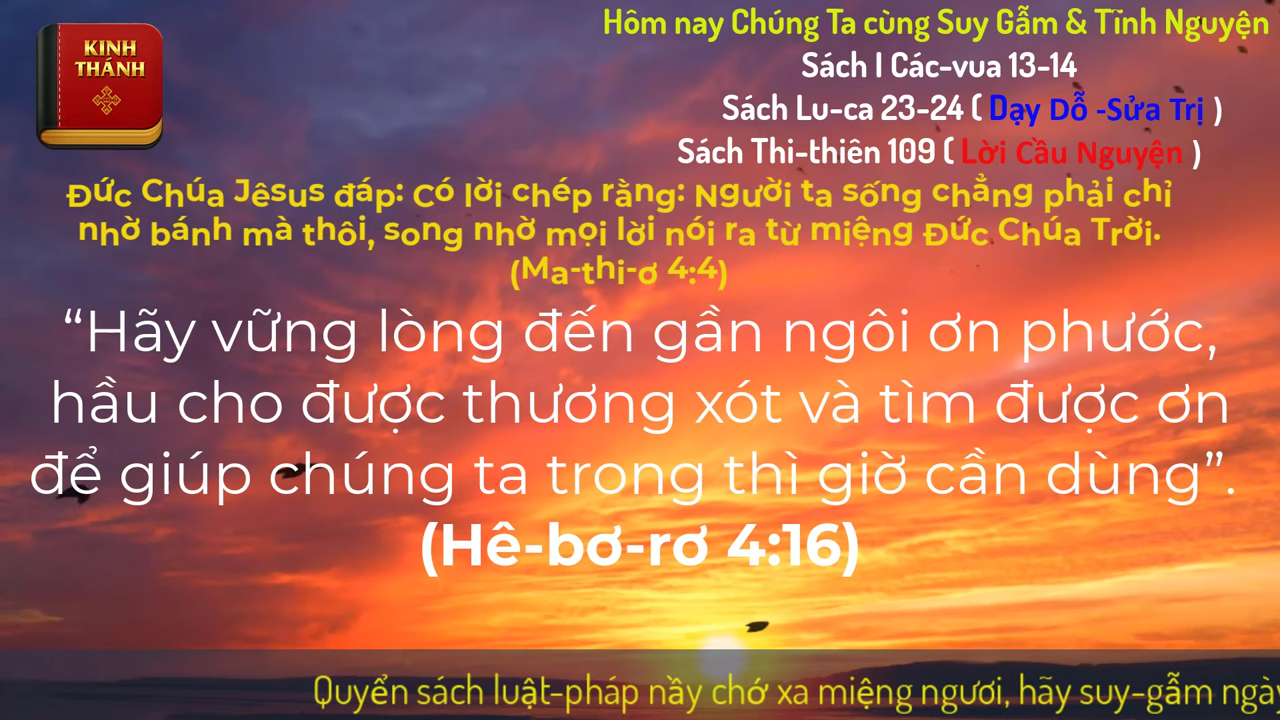 KINH
THÁNH
Hôm nay Chúng Ta cùng Suy Gẫm & Tĩnh Nguyện
Sách I Các-vua 13-14
Sách Lu-ca 23-24 ( Dạy Dỗ -Sửa Trị )
Sách Thi-thiên 109 ( Lời Cầu Nguyện )
Đức Chúa Jêsus đáp: Có lời chép rằng: Người ta sống chẳng phải chỉ
nhờ bánh mà thôi, song nhờ mọi lời nói ra từ miệng Đức Chúa Trời.
(Ma-thi-ơ 4:4)
“Hãy vững lòng đến gần ngôi ơn phước,
hầu cho được thương xót và tìm được ơn
để giúp chúng ta trong thì giờ cần dùng”.
(Hê-bơ-rơ 4:16)
Quyển sách luật-pháp nầy chớ xa miệng ngươi, hãy suy-gẫm ngày